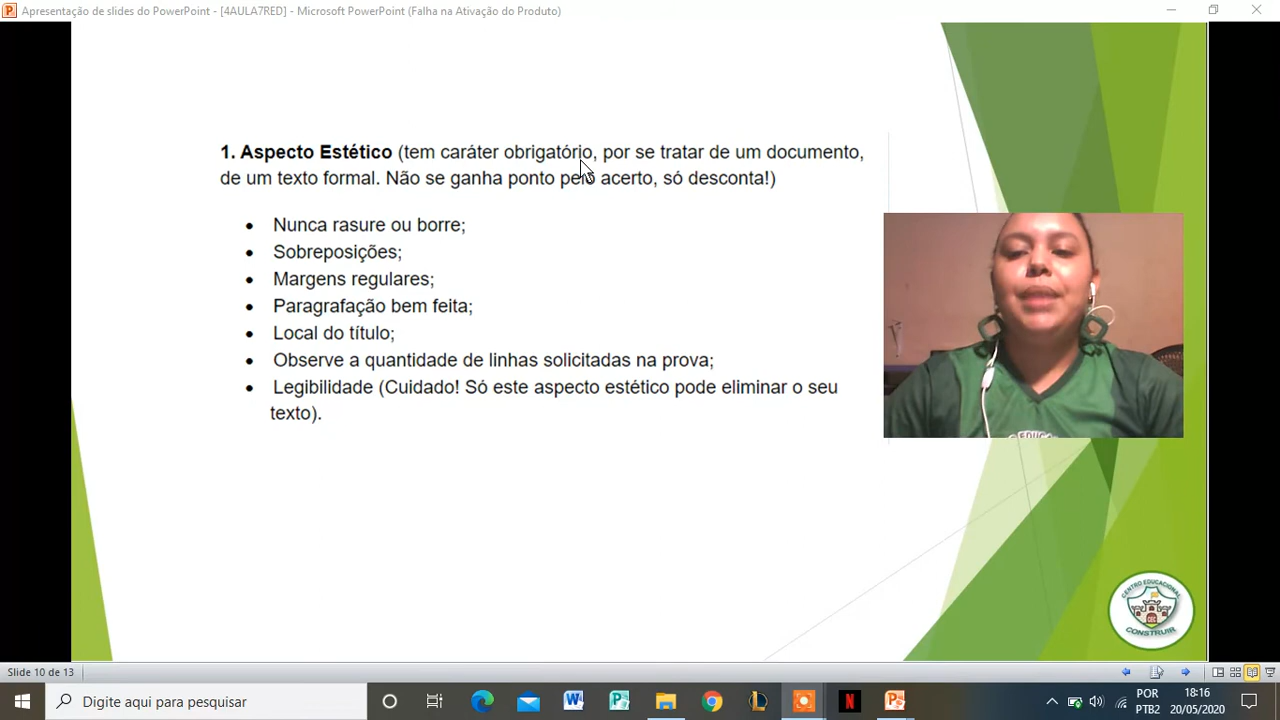 Apresentação de slides do PowerPoint - [4AULA7RED] - Microsoft PowerPoint (Falha na Ativação do Produto)
1. Aspecto Estético (tem caráter obrigatório, por se tratar de um documento,
de um texto formal. Não se ganha ponto pelo acerto, só desconta!)
• Nunca rasure ou borre;
• Sobreposições;
• Margens regulares;
• Paragrafação bem feita;
• Local do título;
• Observe a quantidade de linhas solicitadas na prova;
• Legibilidade (Cuidado! Só este aspecto estético pode eliminar o seu
texto).
CENTRO EDUCACIONAL
CEC
CONSTRUIR
Slide 10 de 13
Digite aqui para pesquisar
POR
PTB2
18:16
20/05/2020